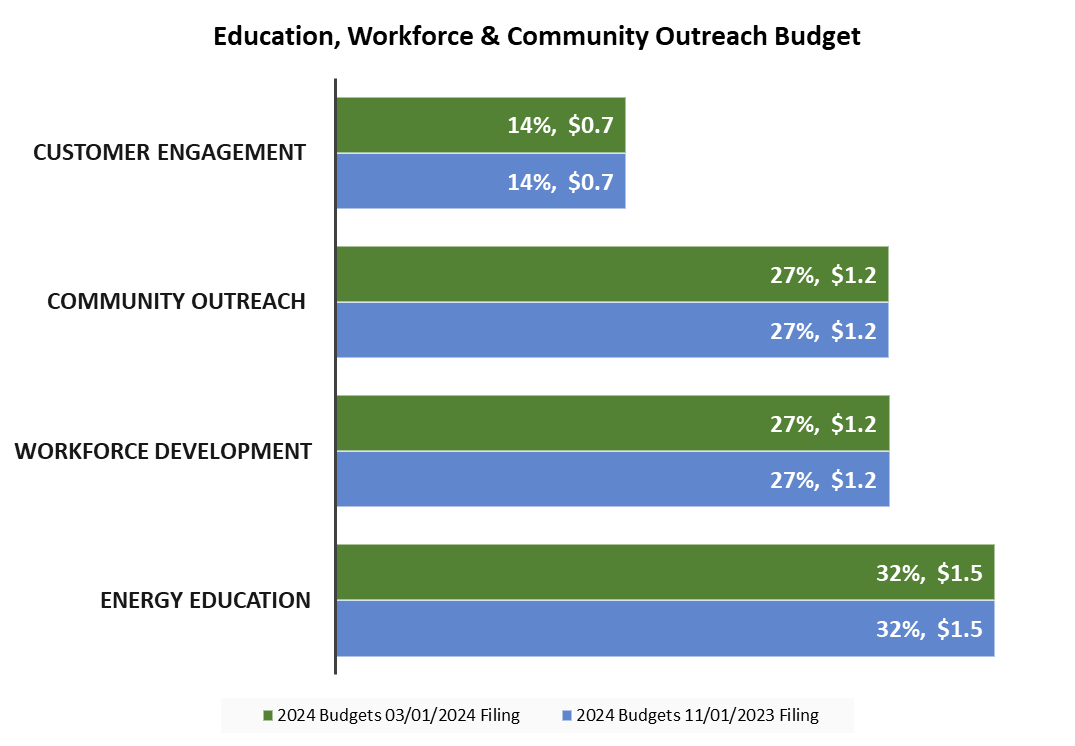 Education, Workforce & Community Outreach Budget
CUSTOMER ENGAGEMENT
14%, $0.7
14%, $0.7
COMMUNITY OUTREACH
27%, $1.2
27%, $1.2
WORKFORCE DEVELOPMENT
27%, $1.2
27%, $1.2
ENERGY EDUCATION
32%, $1.5
32%, $1.5
2024 Budgets 03/01/2024 Filing
2024 Budgets 11/01/2023 Filing